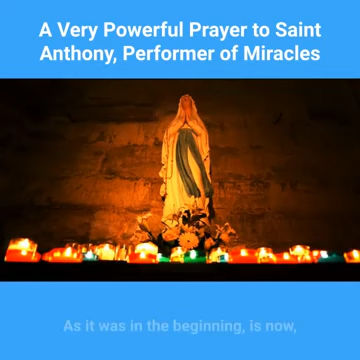 A Very Powerful Prayer to Saint
Anthony, Performer of Miracles
As it was in the beginning, is now,